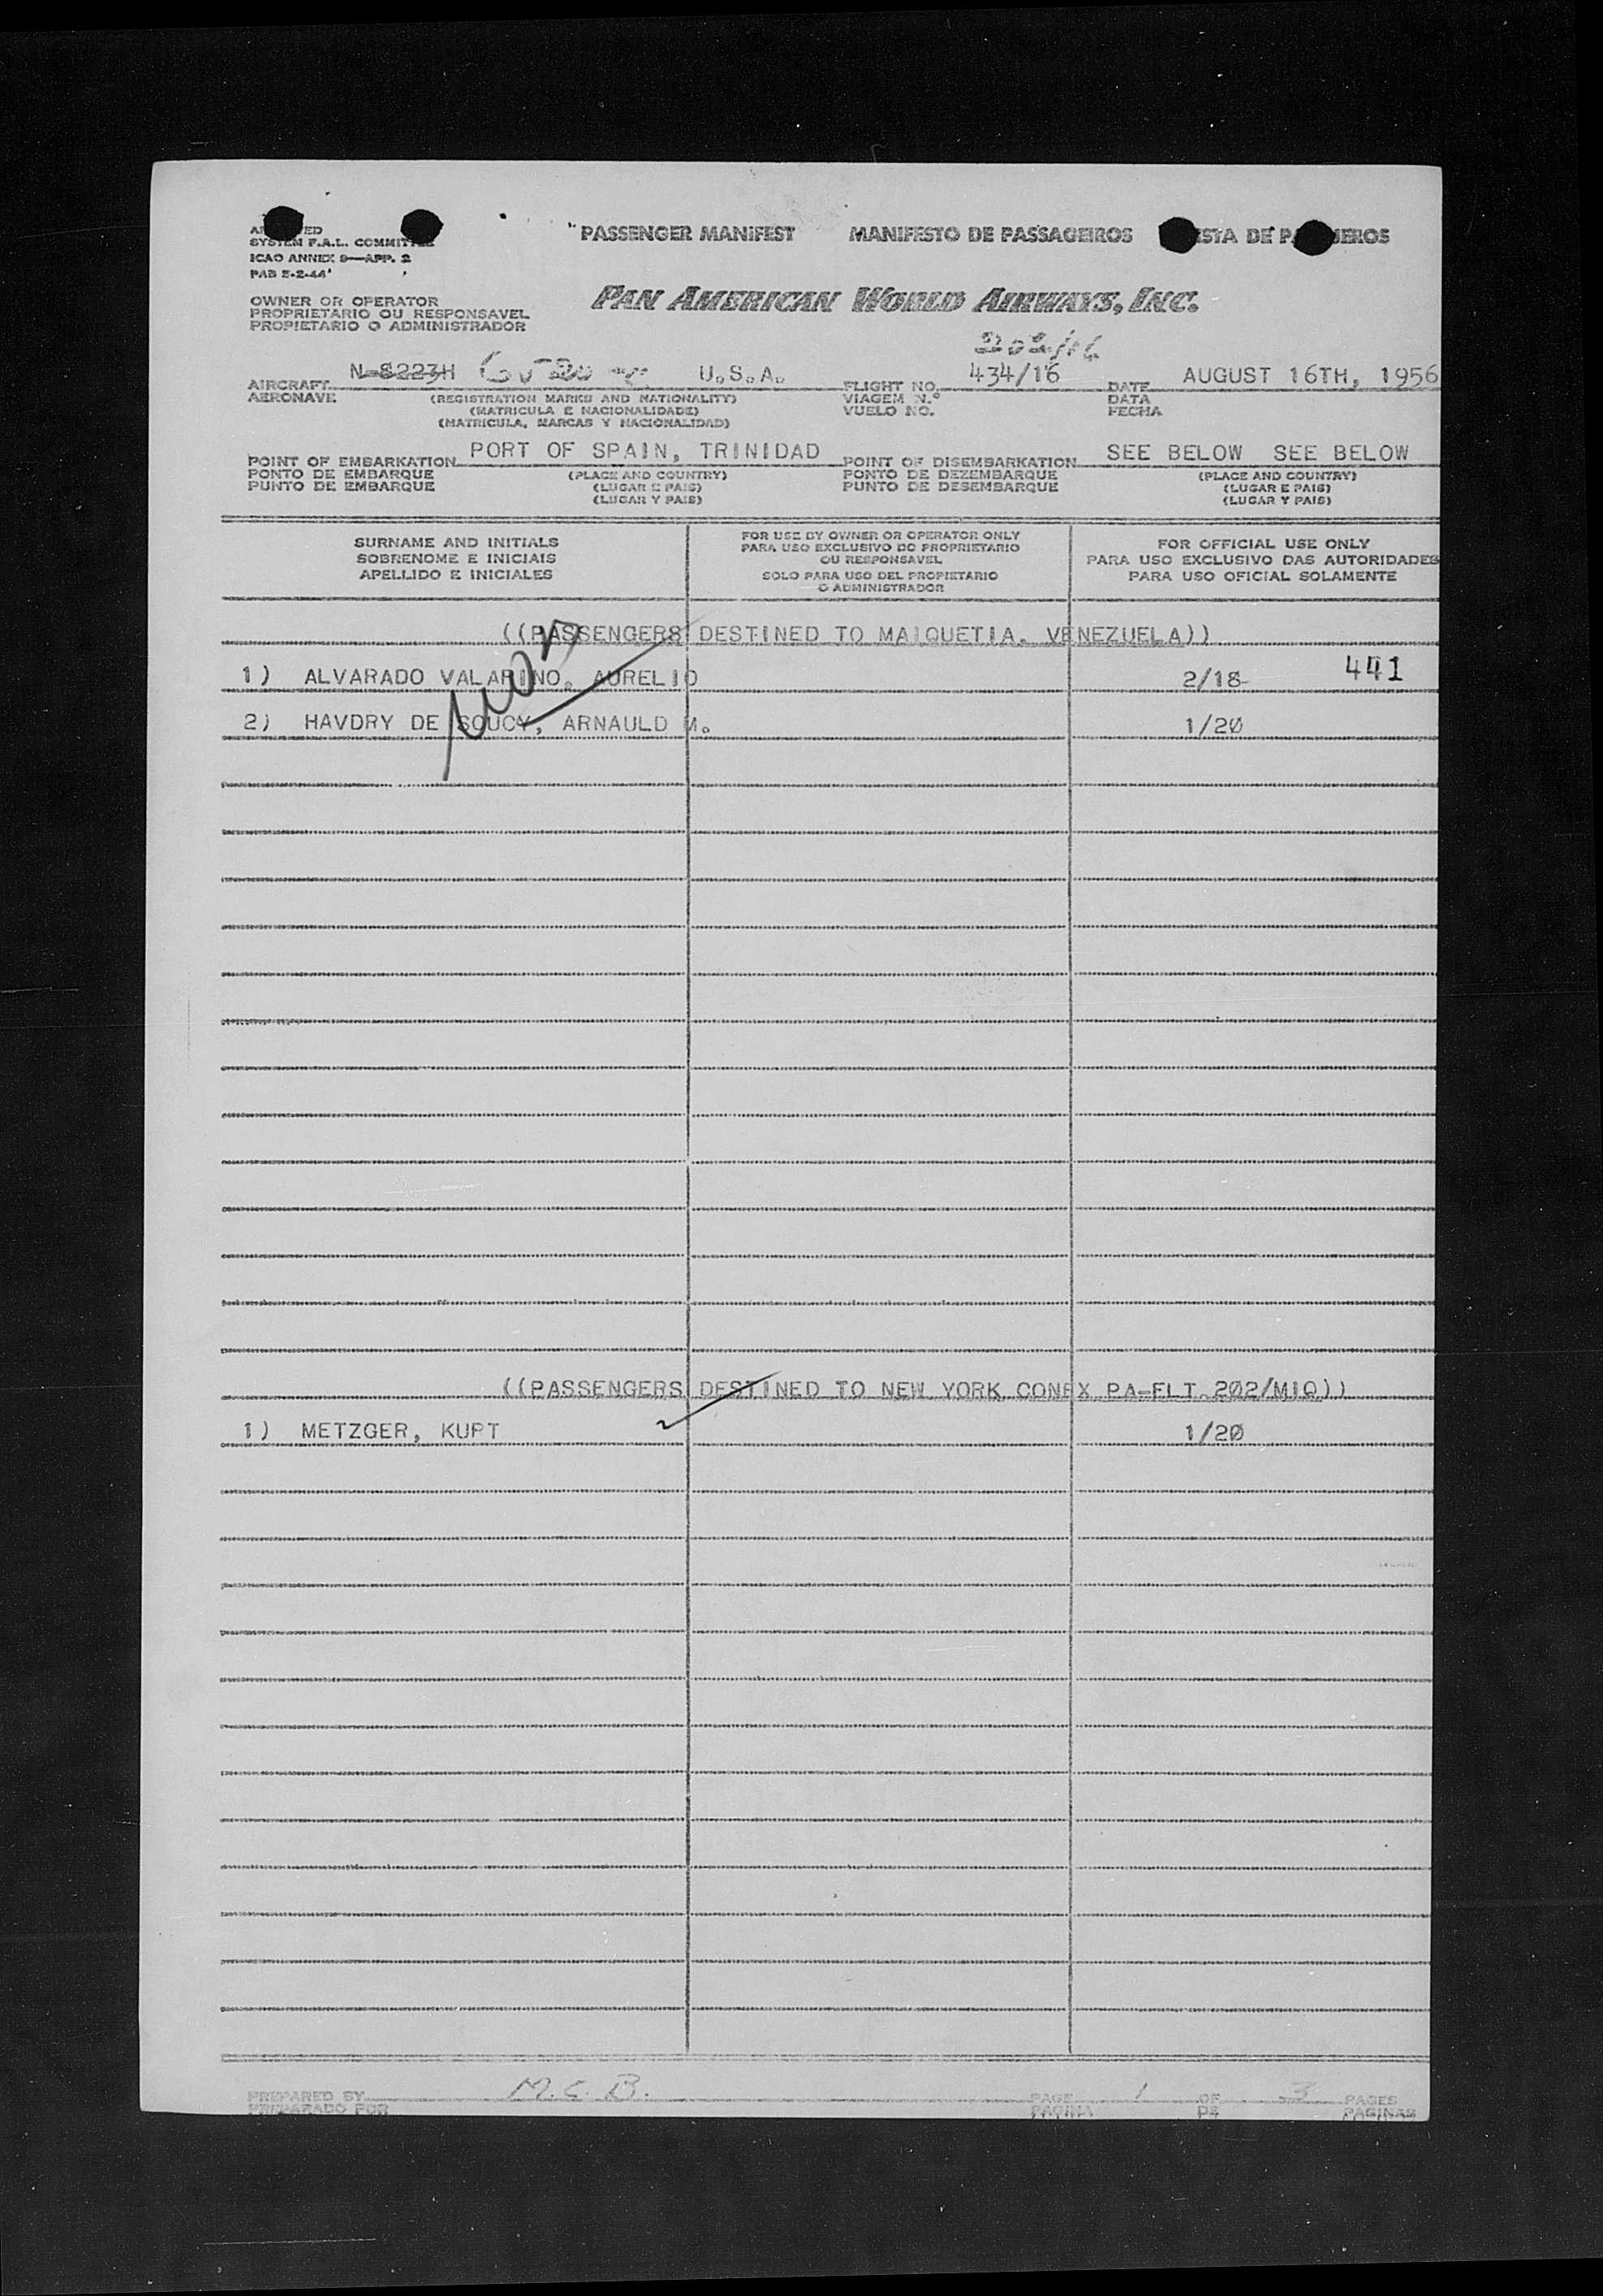 PASSENGER MANIFEST MANIFESTO DE PASSAGEIROS
SYSTEM F.A.L. COMMITTEE
ICAO ANNEX 9—APP. 2
PAB 2-2-44
OWNER OR OPERATOR
PROPRIETARIO OU RESPONSAVEL
PROPIETARIO O ADMINISTRADOR
PAN AMERICAN WORLD AIRWAYS, INC.
202/16
AIRCRAFT N-8223H U.S.A. FLIGHT NO. 434/16 DATE AUGUST 16TH, 1956
AERONAVE (REGISTRATION MARKS AND NATIONALITY) VIAGEM N.º DATA
(MATRICULA E NACIONALIDADE) VUELO NO. FECHA
(MATRICULA, MARCAS Y NACIONALIDAD)
POINT OF EMBARKATION PORT OF SPAIN, TRINIDAD POINT OF DISEMBARKATION SEE BELOW SEE BELOW
PONTO DE EMBARQUE (PLACE AND COUNTRY) PONTO DE DEZEMBARQUE (PLACE AND COUNTRY)
PUNTO DE EMBARQUE (LUGAR E PAIS) PUNTO DE DESEMBARQUE (LUGAR E PAIS)
(LUGAR Y PAIS) (LUGAR Y PAIS)
SURNAME AND INITIALS
SOBRENOME E INICIAIS
APELLIDO E INICIALES
FOR USE BY OWNER OR OPERATOR ONLY
PARA USO EXCLUSIVO DO PROPRIETARIO
OU RESPONSAVEL
SOLO PARA USO DEL PROPIETARIO
O ADMINISTRADOR
FOR OFFICIAL USE ONLY
PARA USO EXCLUSIVO DAS AUTORIDADES
PARA USO OFICIAL SOLAMENTE
((PASSENGERS DESTINED TO MAIQUETIA. VENEZUELA))
1) ALVARADO VALARINO, AURELIO 2/18- 441
2) HAVDRY DE SOUCY, ARNAULD M. 1/20
((PASSENGERS DESTINED TO NEW YORK CONEX PA-FLT.202/MIQ))
1) METZGER, KURT 1/20
PREPARED BY M.C.B. PAGE 1 OF 3 PAGES
PREPARADO POR PAGINA DE PAGINAS